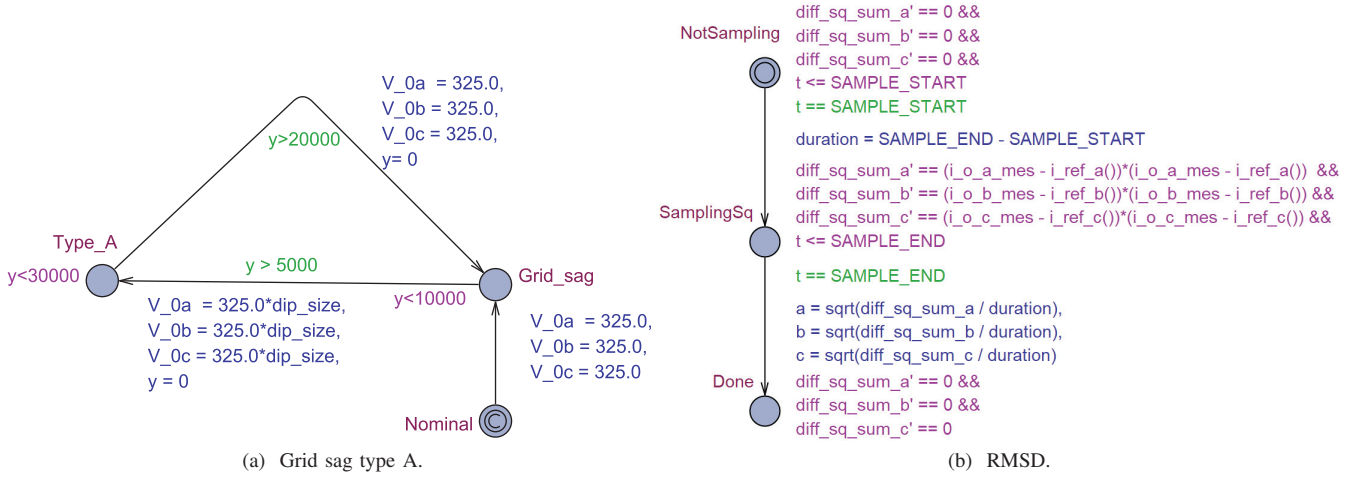 V_0a = 325.0,
V_0b = 325.0,
V_0c = 325.0,
y= 0
y>20000
Type_A
y > 5000
Grid_sag
y<30000
y<10000
V_0a = 325.0*dip_size,
V_0b = 325.0*dip_size,
V_0c = 325.0*dip_size,
y = 0
V_0a = 325.0,
V_0b = 325.0,
V_0c = 325.0
Nominal
C
(a) Grid sag type A.
NotSampling
diff_sq_sum_a' == 0 &&
diff_sq_sum_b' == 0 &&
diff_sq_sum_c' == 0 &&
t <= SAMPLE_START
t == SAMPLE_START
duration = SAMPLE_END - SAMPLE_START
SamplingSq
diff_sq_sum_a' == (i_o_a_mes - i_ref_a())*(i_o_a_mes - i_ref_a()) &&
diff_sq_sum_b' == (i_o_b_mes - i_ref_b())*(i_o_b_mes - i_ref_b()) &&
diff_sq_sum_c' == (i_o_c_mes - i_ref_c())*(i_o_c_mes - i_ref_c()) &&
t <= SAMPLE_END
t == SAMPLE_END
a = sqrt(diff_sq_sum_a / duration),
b = sqrt(diff_sq_sum_b / duration),
c = sqrt(diff_sq_sum_c / duration)
Done
diff_sq_sum_a' == 0 &&
diff_sq_sum_b' == 0 &&
diff_sq_sum_c' == 0
(b) RMSD.